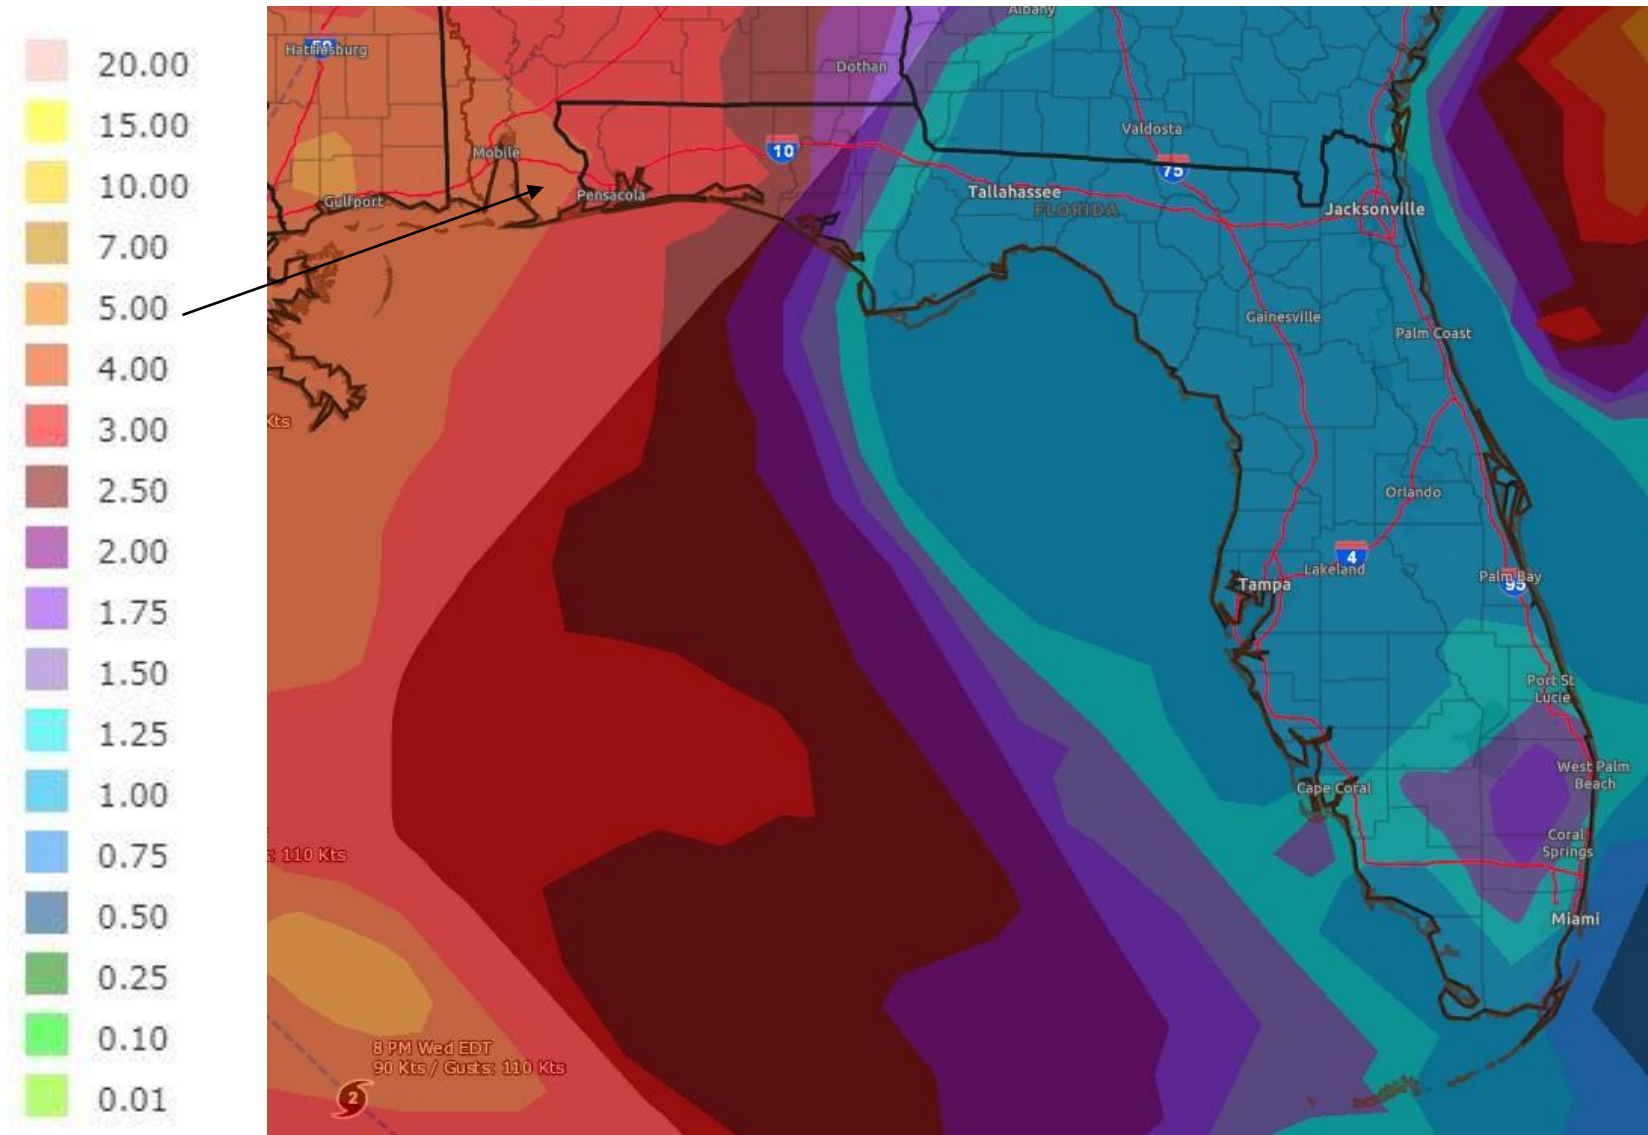 20.00
15.00
10.00
7.00
5.00
4.00
3.00
2.50
2.00
1.75
1.50
1.25
1.00
0.75
0.50
0.25
0.10
0.01
Albany
Hattiesburg
59
Dothan
Valdosta
Mobile
10
75
Tallahassee
Pensacola
Gulfport
FLORIDA
Jacksonville
Gainesville
Palm Coast
Kts
Orlando
4
Lakeland
Tampa
Palm Bay
95
Port St
Lucie
West Palm
Beach
Cape Coral
Coral
Springs
: 110 Kts
Miami
8 PM Wed EDT
90 Kts / Gusts: 110 Kts
2